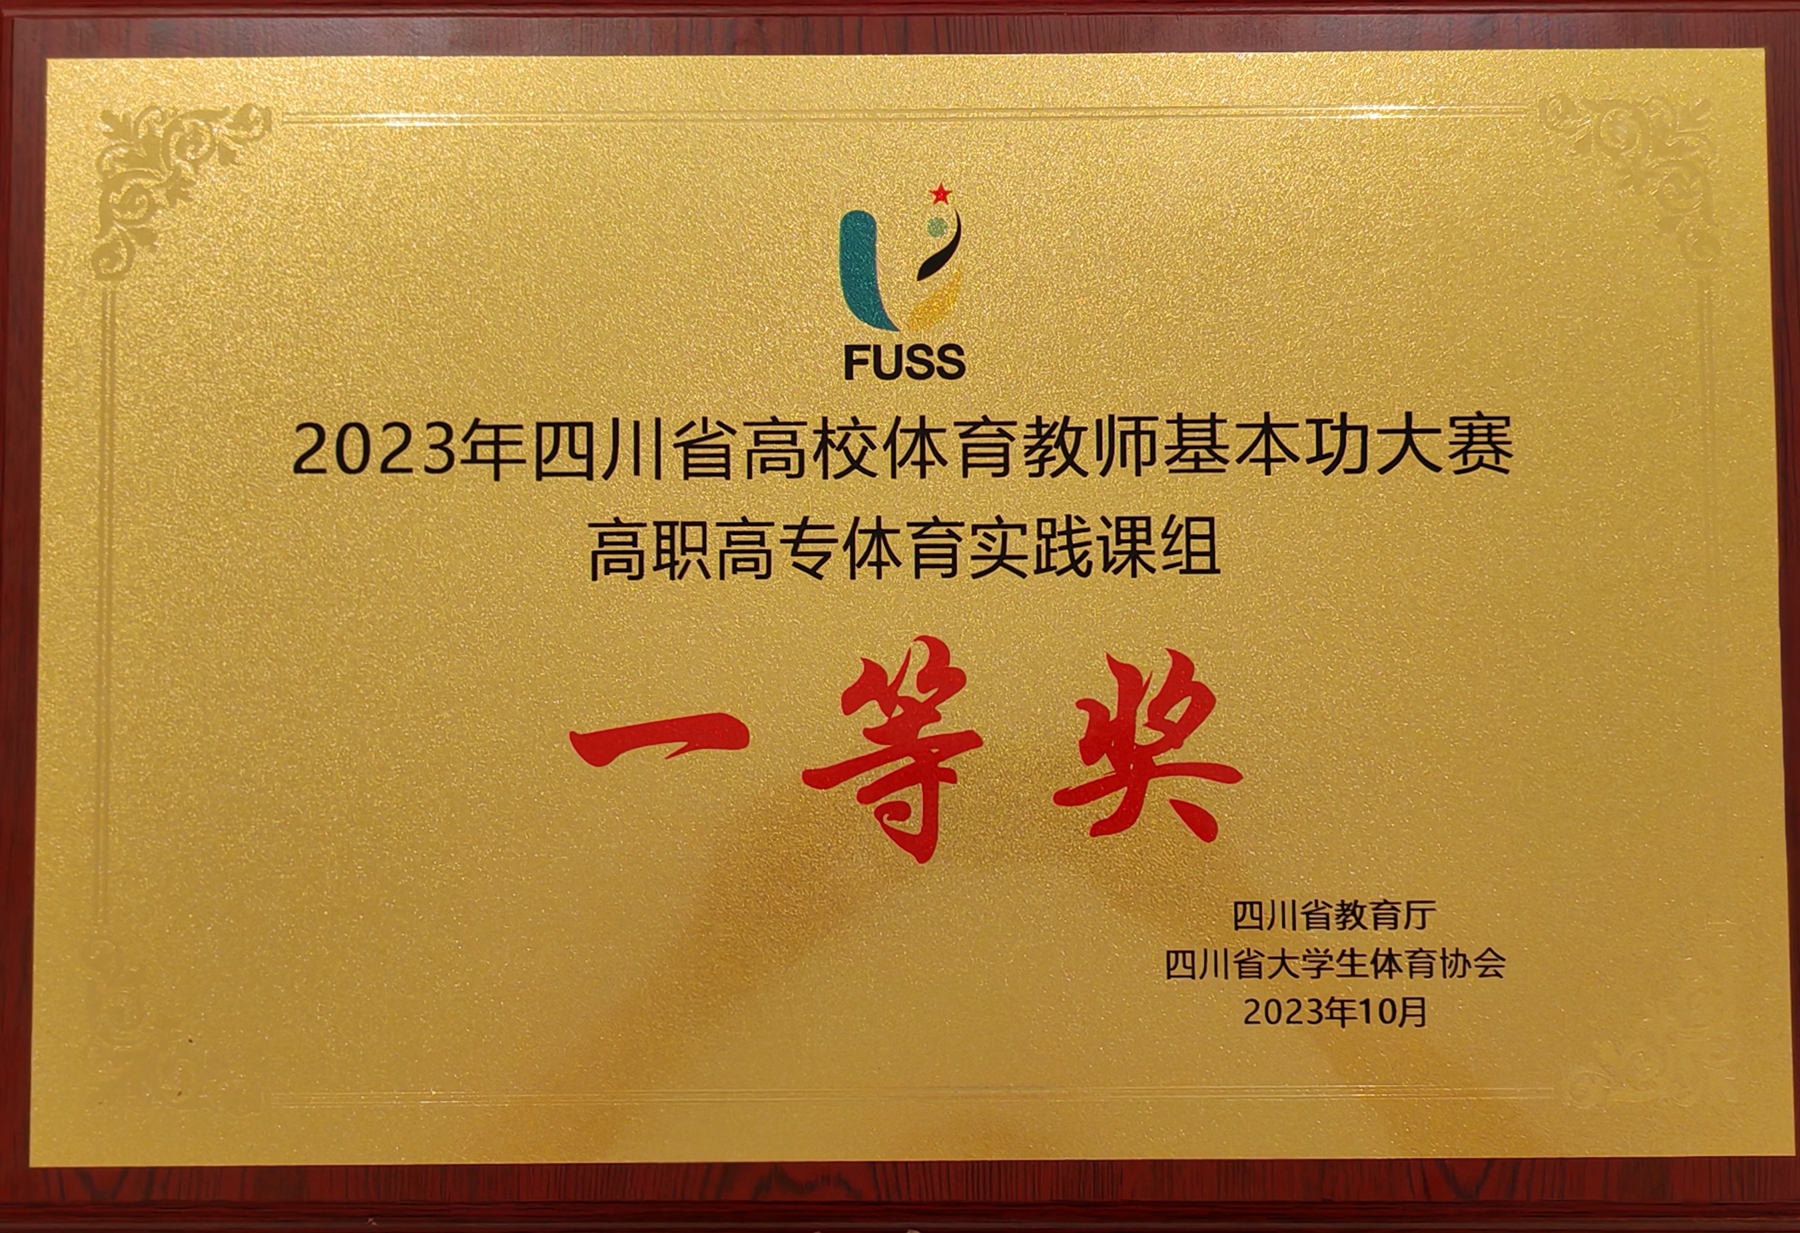 FUSS
2023年四川省高校体育教师基本功大赛
高职高专体育实践课组
一等奖
四川省教育厅
四川省大学生体育协会
2023年10月